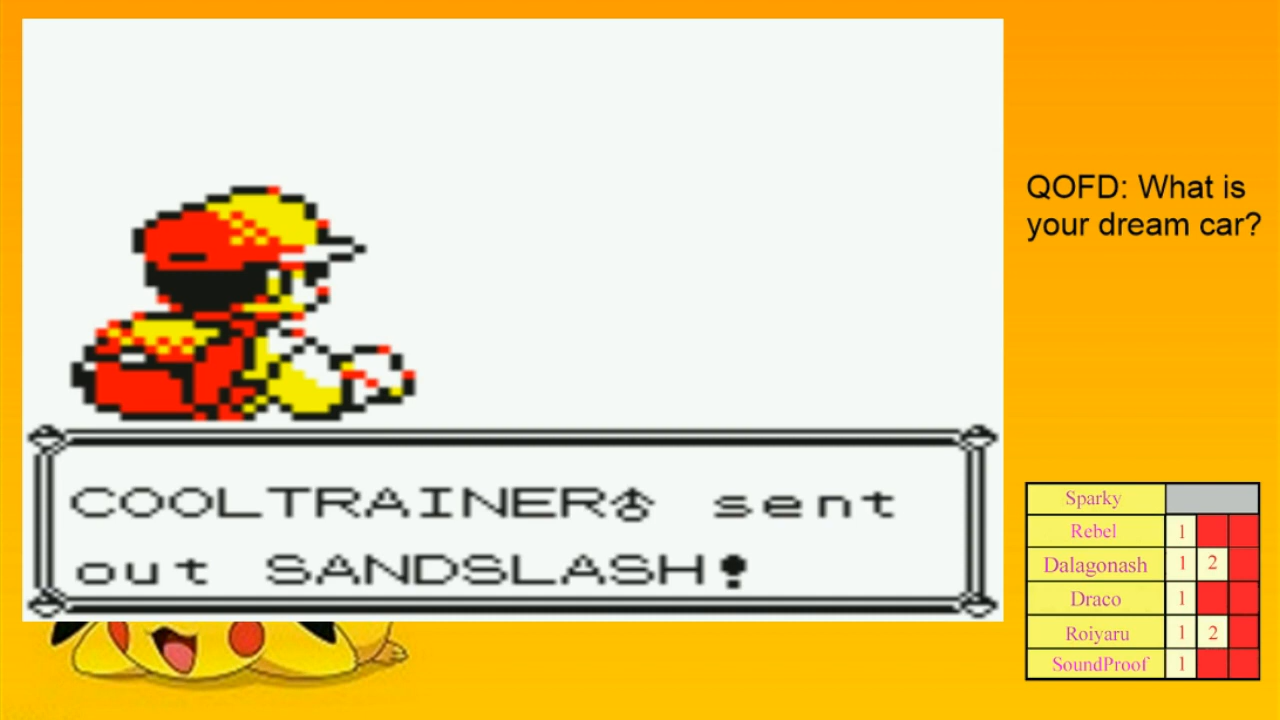 QOFD: What is
your dream car?
COOLTRAINER♂ sent
out SANDSLASH!
Sparky
Rebel 1
Dalagonash 1 2
Draco 1
Roiyaru 1 2
SoundProof 1